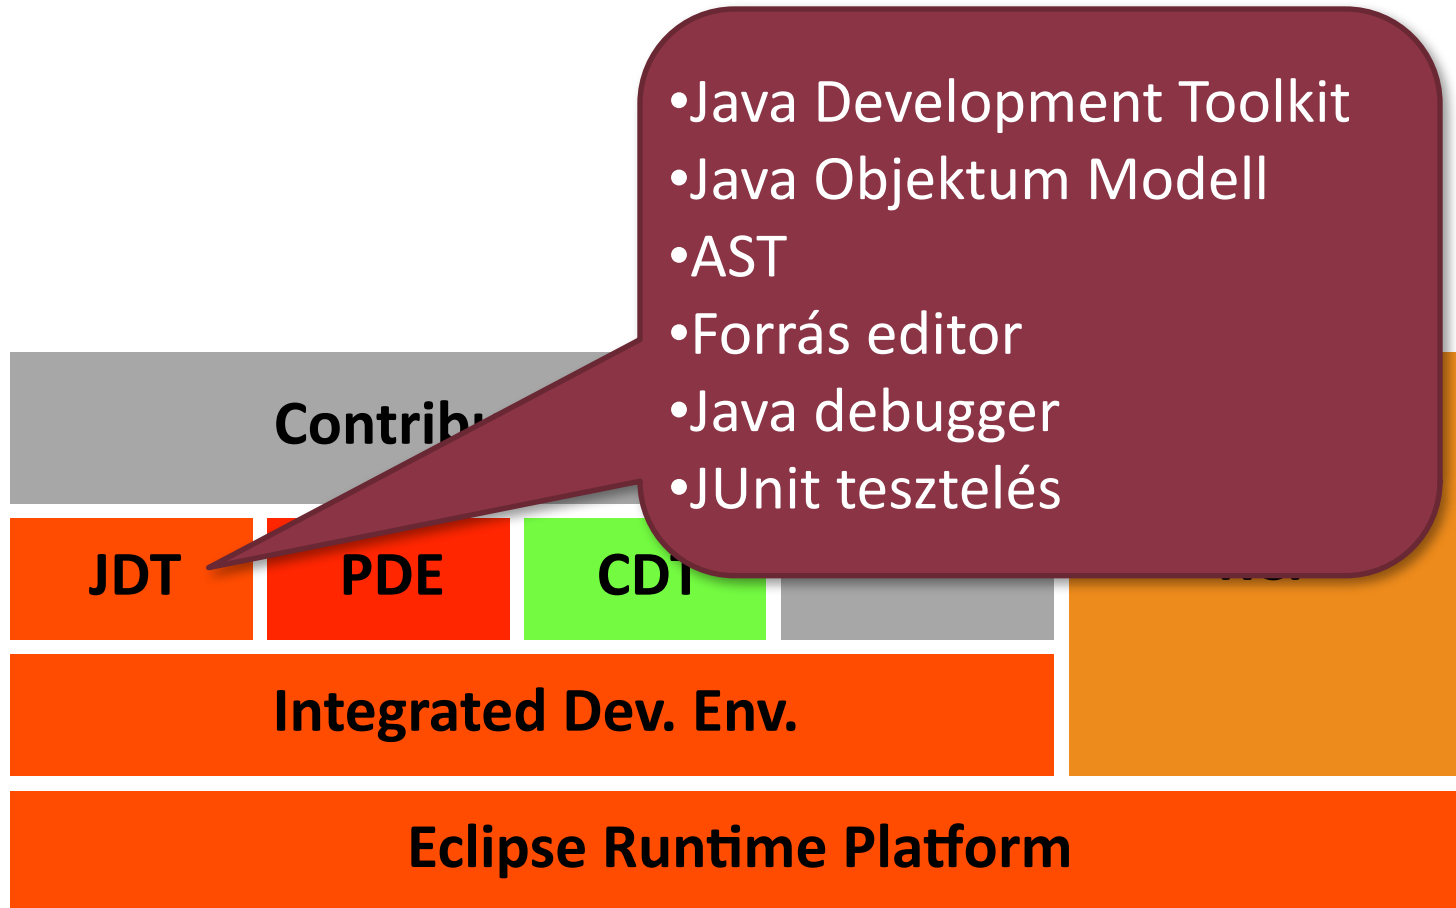 •Java Development Toolkit
•Java Objektum Modell
•AST
•Forrás editor
•Java debugger
•JUnit tesztelés
JDT
PDE
CDT
Integrated Dev. Env.
Eclipse Runtime Platform